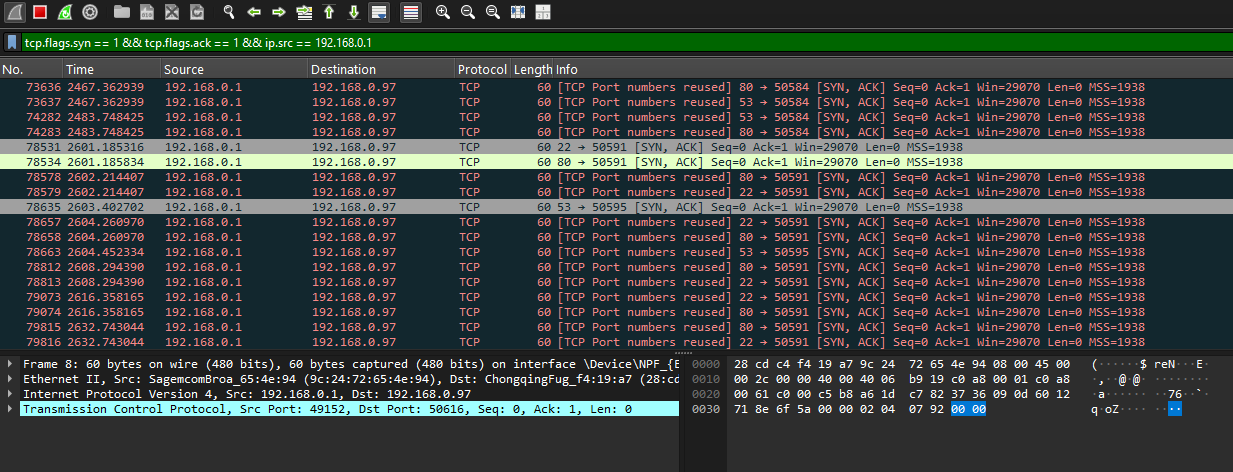 tcp.flags.syn == 1 && tcp.flags.ack == 1 && ip.src == 192.168.0.1
No. Time Source Destination Protocol Length Info
73636 2467.362939 192.168.0.1 192.168.0.97 TCP 60 [TCP Port numbers reused] 80 → 50584 [SYN, ACK] Seq=0 Ack=1 Win=29070 Len=0 MSS=1938
73637 2467.362939 192.168.0.1 192.168.0.97 TCP 60 [TCP Port numbers reused] 53 → 50584 [SYN, ACK] Seq=0 Ack=1 Win=29070 Len=0 MSS=1938
74282 2483.748425 192.168.0.1 192.168.0.97 TCP 60 [TCP Port numbers reused] 53 → 50584 [SYN, ACK] Seq=0 Ack=1 Win=29070 Len=0 MSS=1938
74283 2483.748425 192.168.0.1 192.168.0.97 TCP 60 [TCP Port numbers reused] 80 → 50584 [SYN, ACK] Seq=0 Ack=1 Win=29070 Len=0 MSS=1938
78531 2601.185316 192.168.0.1 192.168.0.97 TCP 60 22 → 50591 [SYN, ACK] Seq=0 Ack=1 Win=29070 Len=0 MSS=1938
78534 2601.185834 192.168.0.1 192.168.0.97 TCP 60 80 → 50591 [SYN, ACK] Seq=0 Ack=1 Win=29070 Len=0 MSS=1938
78578 2602.214407 192.168.0.1 192.168.0.97 TCP 60 [TCP Port numbers reused] 80 → 50591 [SYN, ACK] Seq=0 Ack=1 Win=29070 Len=0 MSS=1938
78579 2602.214407 192.168.0.1 192.168.0.97 TCP 60 [TCP Port numbers reused] 22 → 50591 [SYN, ACK] Seq=0 Ack=1 Win=29070 Len=0 MSS=1938
78635 2603.402702 192.168.0.1 192.168.0.97 TCP 60 53 → 50595 [SYN, ACK] Seq=0 Ack=1 Win=29070 Len=0 MSS=1938
78657 2604.260970 192.168.0.1 192.168.0.97 TCP 60 [TCP Port numbers reused] 22 → 50591 [SYN, ACK] Seq=0 Ack=1 Win=29070 Len=0 MSS=1938
78658 2604.260970 192.168.0.1 192.168.0.97 TCP 60 [TCP Port numbers reused] 80 → 50591 [SYN, ACK] Seq=0 Ack=1 Win=29070 Len=0 MSS=1938
78663 2604.452334 192.168.0.1 192.168.0.97 TCP 60 [TCP Port numbers reused] 53 → 50595 [SYN, ACK] Seq=0 Ack=1 Win=29070 Len=0 MSS=1938
78812 2608.294390 192.168.0.1 192.168.0.97 TCP 60 [TCP Port numbers reused] 80 → 50591 [SYN, ACK] Seq=0 Ack=1 Win=29070 Len=0 MSS=1938
78813 2608.294390 192.168.0.1 192.168.0.97 TCP 60 [TCP Port numbers reused] 22 → 50591 [SYN, ACK] Seq=0 Ack=1 Win=29070 Len=0 MSS=1938
79073 2616.358165 192.168.0.1 192.168.0.97 TCP 60 [TCP Port numbers reused] 22 → 50591 [SYN, ACK] Seq=0 Ack=1 Win=29070 Len=0 MSS=1938
79074 2616.358165 192.168.0.1 192.168.0.97 TCP 60 [TCP Port numbers reused] 80 → 50591 [SYN, ACK] Seq=0 Ack=1 Win=29070 Len=0 MSS=1938
79815 2632.743044 192.168.0.1 192.168.0.97 TCP 60 [TCP Port numbers reused] 80 → 50591 [SYN, ACK] Seq=0 Ack=1 Win=29070 Len=0 MSS=1938
79816 2632.743044 192.168.0.1 192.168.0.97 TCP 60 [TCP Port numbers reused] 22 → 50591 [SYN, ACK] Seq=0 Ack=1 Win=29070 Len=0 MSS=1938
Frame 8: 60 bytes on wire (480 bits), 60 bytes captured (480 bits) on interface \Device\NPF_{E
Ethernet II, Src: SagemcomBroa_65:4e:94 (9c:24:72:65:4e:94), Dst: ChongqingFug_f4:19:a7 (28:cd
Internet Protocol Version 4, Src: 192.168.0.1, Dst: 192.168.0.97
Transmission Control Protocol, Src Port: 49152, Dst Port: 50616, Seq: 0, Ack: 1, Len: 0
0000 28 cd c4 f4 19 a7 9c 24 72 65 4e 94 08 00 45 00 (······$ reN···E·
0010 00 2c 00 00 40 00 40 06 b9 19 c0 a8 00 01 c0 a8 ·,··@·@· ········
0020 00 61 c0 00 c5 b8 a6 1d c7 82 37 36 09 0d 60 12 ·a······ ··76··`·
0030 71 8e 6f 5a 00 00 02 04 07 92 00 00 q·oZ···· ····